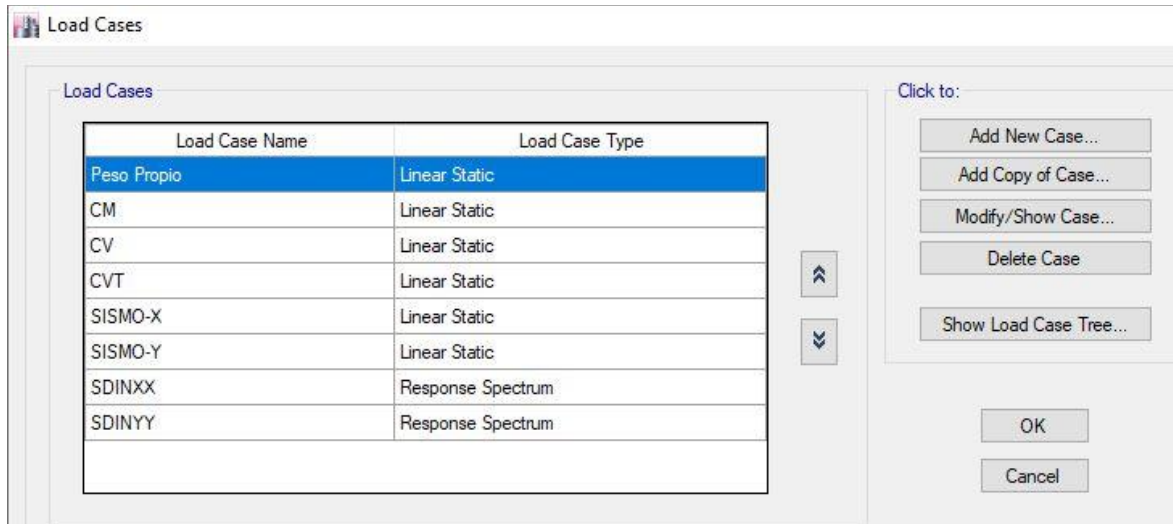 Load Cases
Load Cases
Load Case Name Load Case Type
Peso Propio Linear Static
CM Linear Static
CV Linear Static
CVT Linear Static
SISMO-X Linear Static
SISMO-Y Linear Static
SDINXX Response Spectrum
SDINYY Response Spectrum
Click to:
Add New Case...
Add Copy of Case...
Modify/Show Case...
Delete Case
Show Load Case Tree...
OK
Cancel